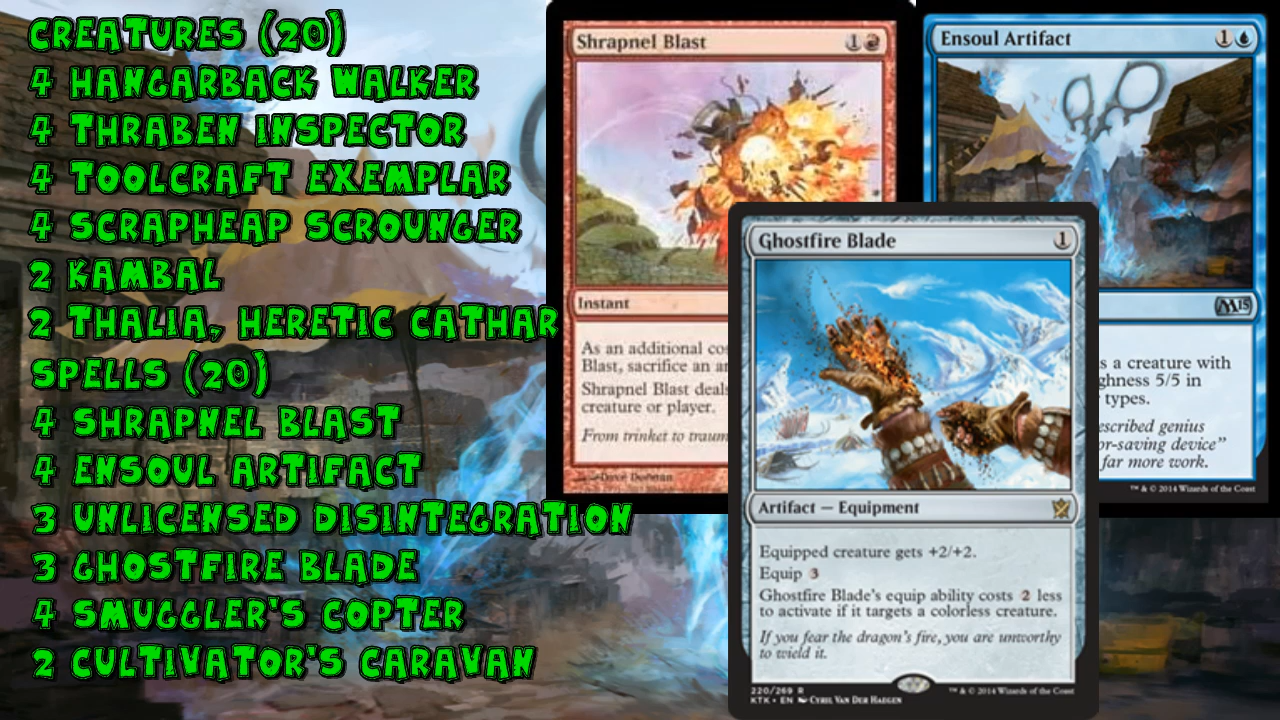 CREATURES (20)
4 HANGARBACK WALKER
4 THRABEN INSPECTOR
4 TOOLCRAFT EXEMPLAR
4 SCRAPHEAP SCROUNGER
2 KAMBAL
2 THALIA, HERETIC CATHAR
SPELLS (20)
4 SHRAPNEL BLAST
4 ENSOUL ARTIFACT
3 UNLICENSED DISINTEGRATION
3 GHOSTFIRE BLADE
4 SMUGGLER'S COPTER
2 CULTIVATOR'S CARAVAN
Shrapnel Blast 1
Instant
As an additional cos
Blast, sacrifice an ar
Shrapnel Blast deals
creature or player.
From trinket to traum
Dave Dorman
Ensoul Artifact 1
M15
s a creature with
ghness 5/5 in
r types.
escribed genius
or-saving device"
far more work.
™ & © 2014 Wizards of the Coast
Ghostfire Blade 1
Artifact — Equipment
Equipped creature gets +2/+2.
Equip 3
Ghostfire Blade's equip ability costs 2 less
to activate if it targets a colorless creature.
If you fear the dragon's fire, you are unworthy
to wield it.
220/269 R
KTK • EN Cyril Van Der Haegen
™ & © 2014 Wizards of the Coast